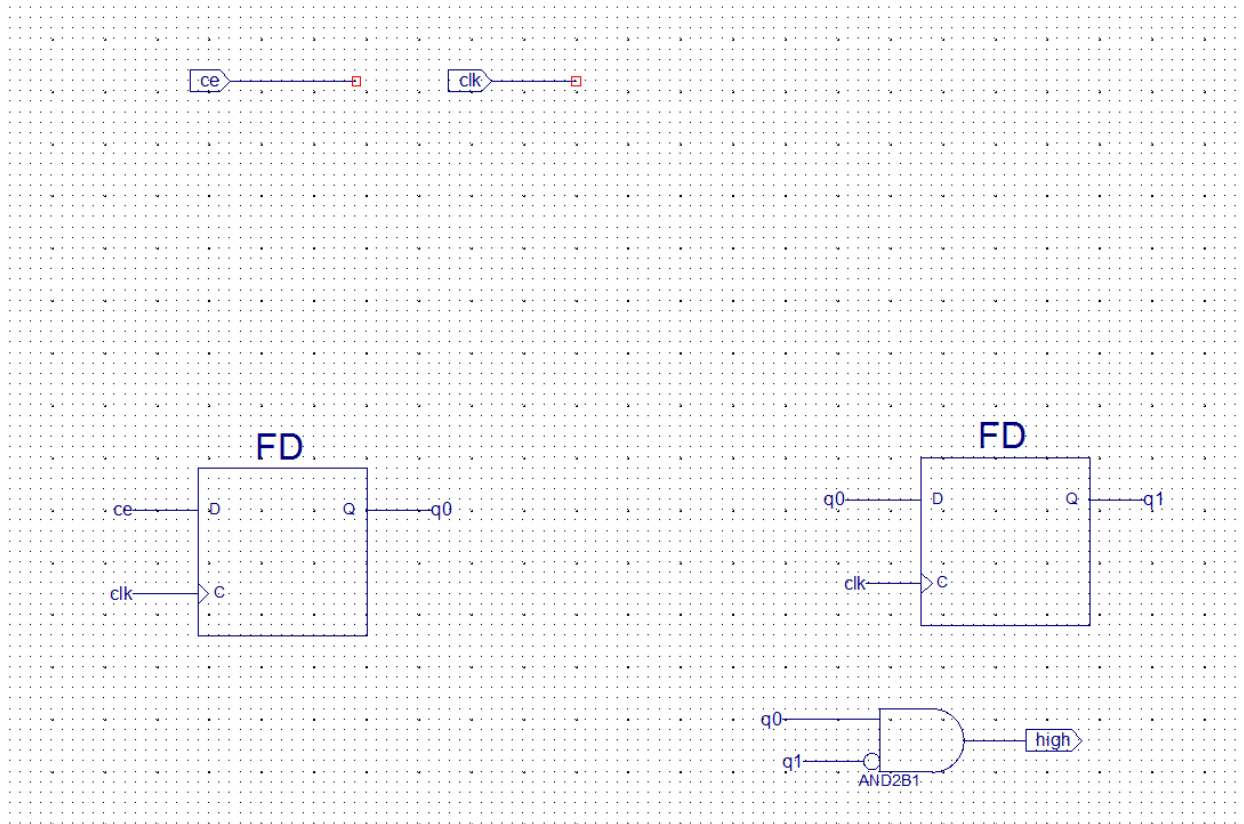 ce clk
FD
ce D Q q0
clk C
FD
q0 D Q q1
clk C
q0
high
q1
AND2B1